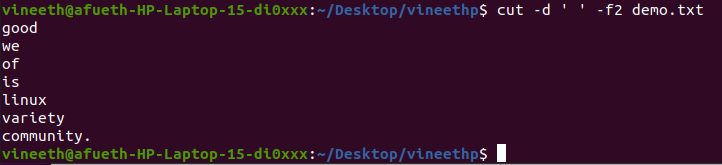 vineeth@afueth-HP-Laptop-15-di0xxx:~/Desktop/vineethp$ cut -d ' ' -f2 demo.txt
good
we
of
is
linux
variety
community.
vineeth@afueth-HP-Laptop-15-di0xxx:~/Desktop/vineethp$